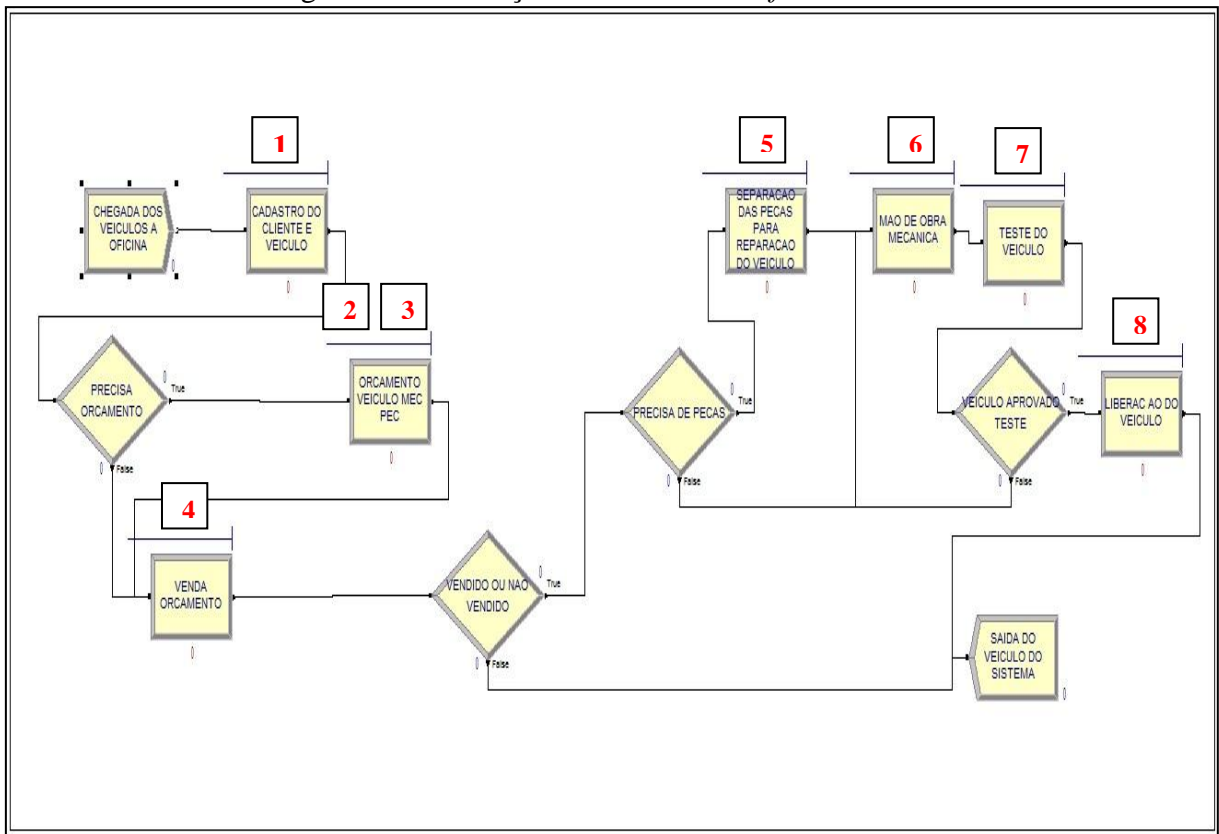 1
5
6
7
CHEGADA DOS
VEICULOS A
OFICINA
0
CADASTRO DO
CLIENTE E
VEICULO
0
SEPARACAO
DAS PECAS
PARA
REPARACAO
DO VEICULO
0
MAO DE OBRA
MECANICA
0
TESTE DO
VEICULO
0
2
3
8
PRECISA
ORCAMENTO
0
True
0
False
ORCAMENTO
VEICULO MEC
PEC
0
PRECISA DE PECAS
0
True
0
False
VEICULO APROVADO
TESTE
0
True
0
False
LIBERAC AO DO
VEICULO
0
4
VENDA
ORCAMENTO
0
VENDIDO OU NAO
VENDIDO
0
True
0
False
SAIDA DO
VEICULO DO
SISTEMA
0